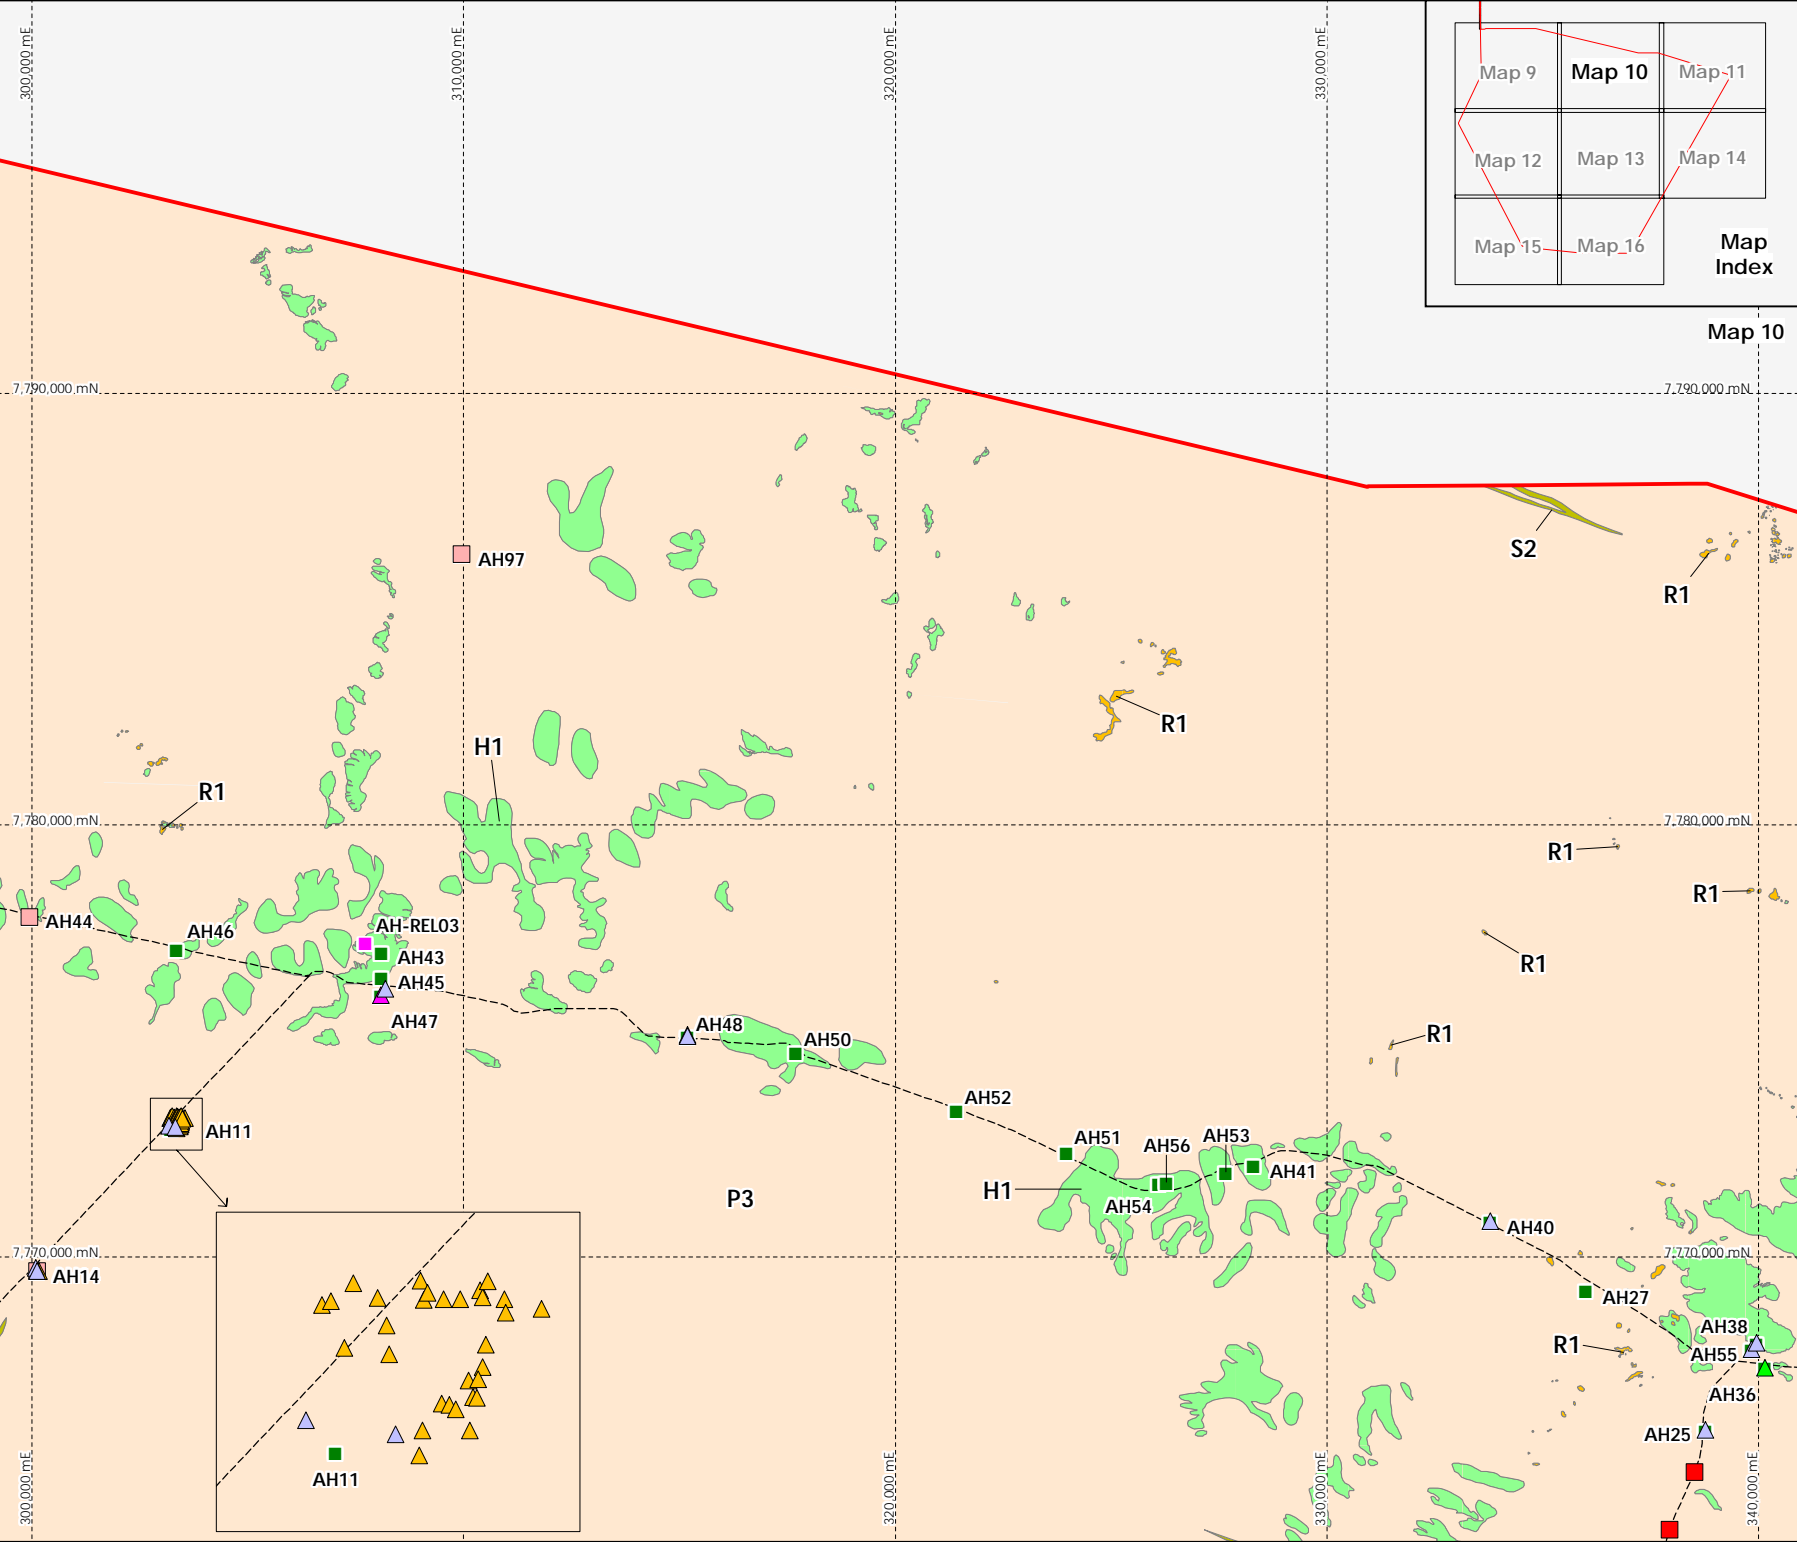 300,000 mE
310,000 mE
320,000 mE
330,000 mE
Map 9
Map 10
Map 11
Map 12
Map 13
Map 14
Map 15
Map 16
Map
Index
Map 10
7,790,000 mN
7,790,000 mN
S2
AH97
R1
R1
H1
R1
7,780,000 mN
7,780,000 mN
R1
R1
AH44
AH46
AH-REL03
AH43
R1
AH45
AH47
AH48
AH50
R1
AH52
AH11
AH51
AH56
AH53
AH41
P3
H1
AH54
AH40
7,770,000 mN
7,770,000 mN
AH14
AH27
AH38
R1
AH55
AH36
AH25
AH11
300,000 mE
320,000 mE
330,000 mE
340,000 mE